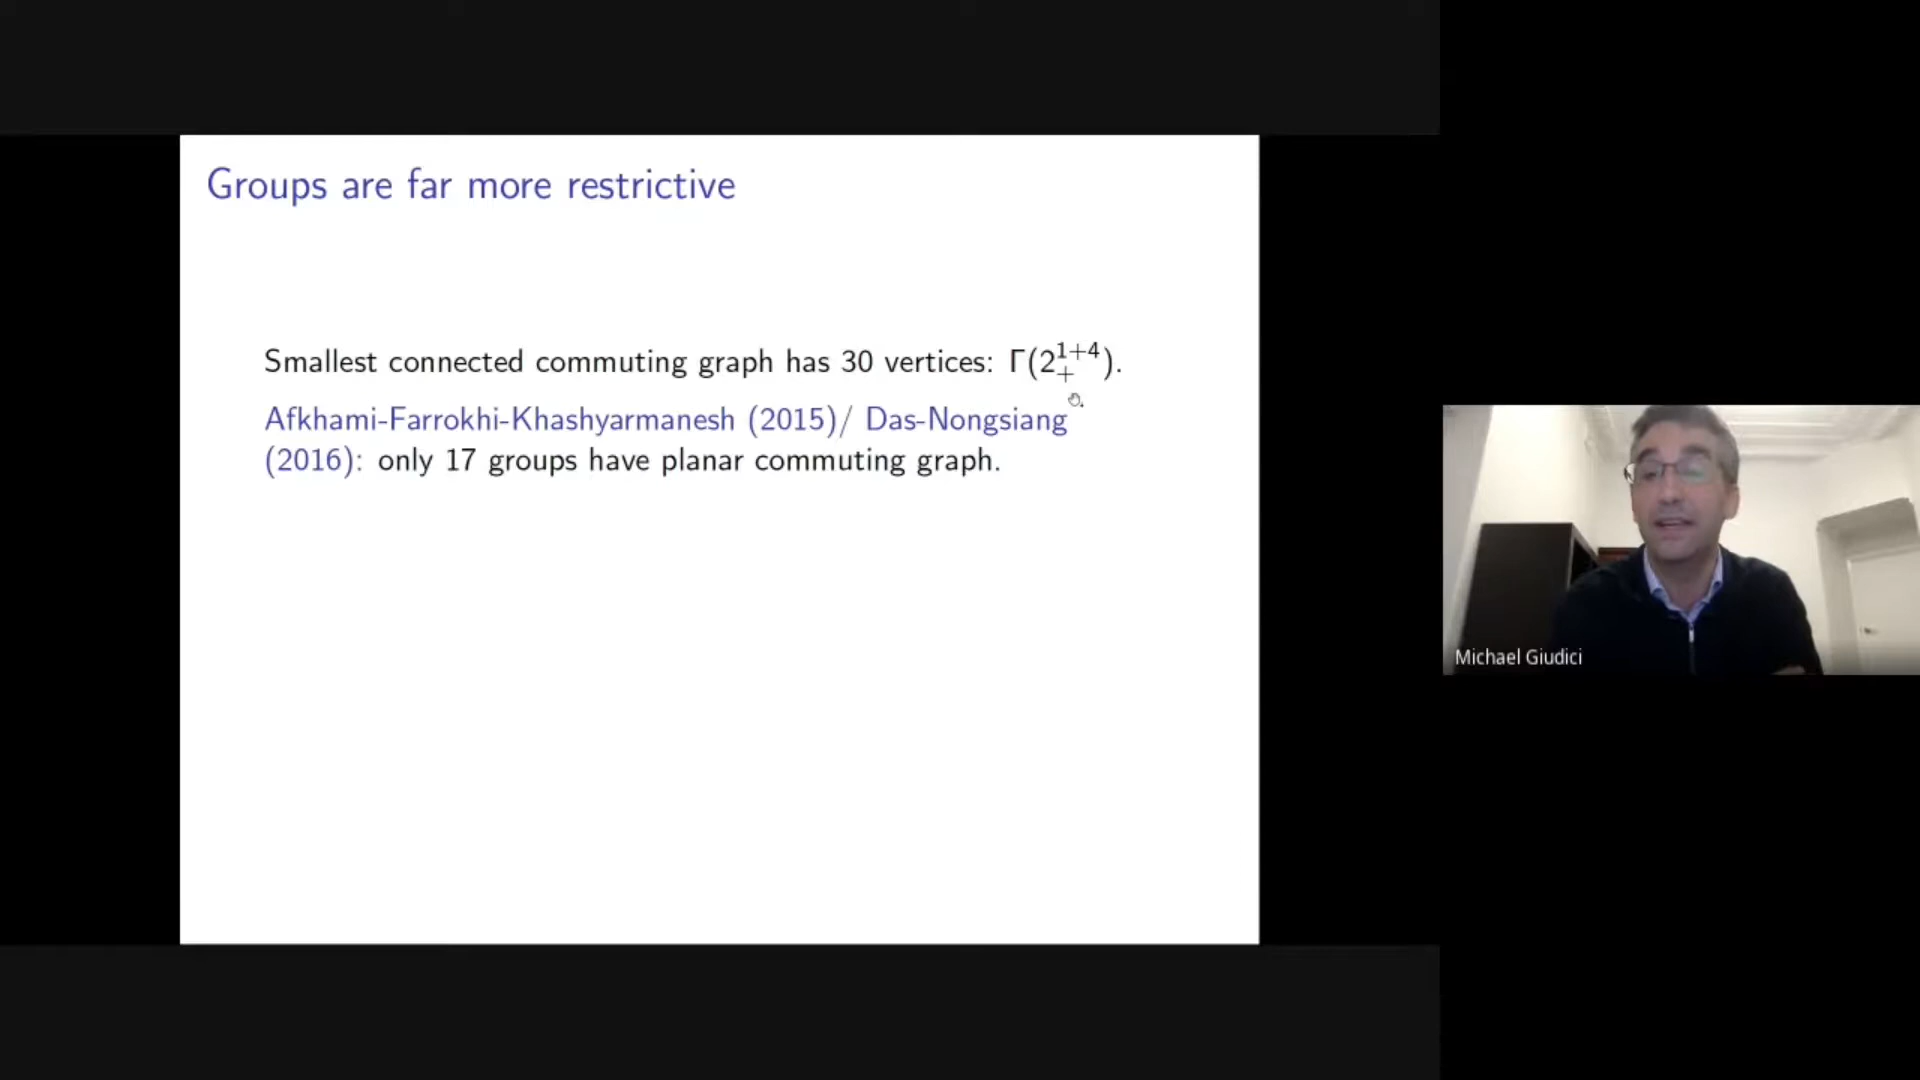 Groups are far more restrictive
Smallest connected commuting graph has 30 vertices: Γ(2₊¹⁺⁴).
Afkhami-Farrokhi-Khashyarmanesh (2015)/ Das-Nongsiang
(2016): only 17 groups have planar commuting graph.
Michael Giudici